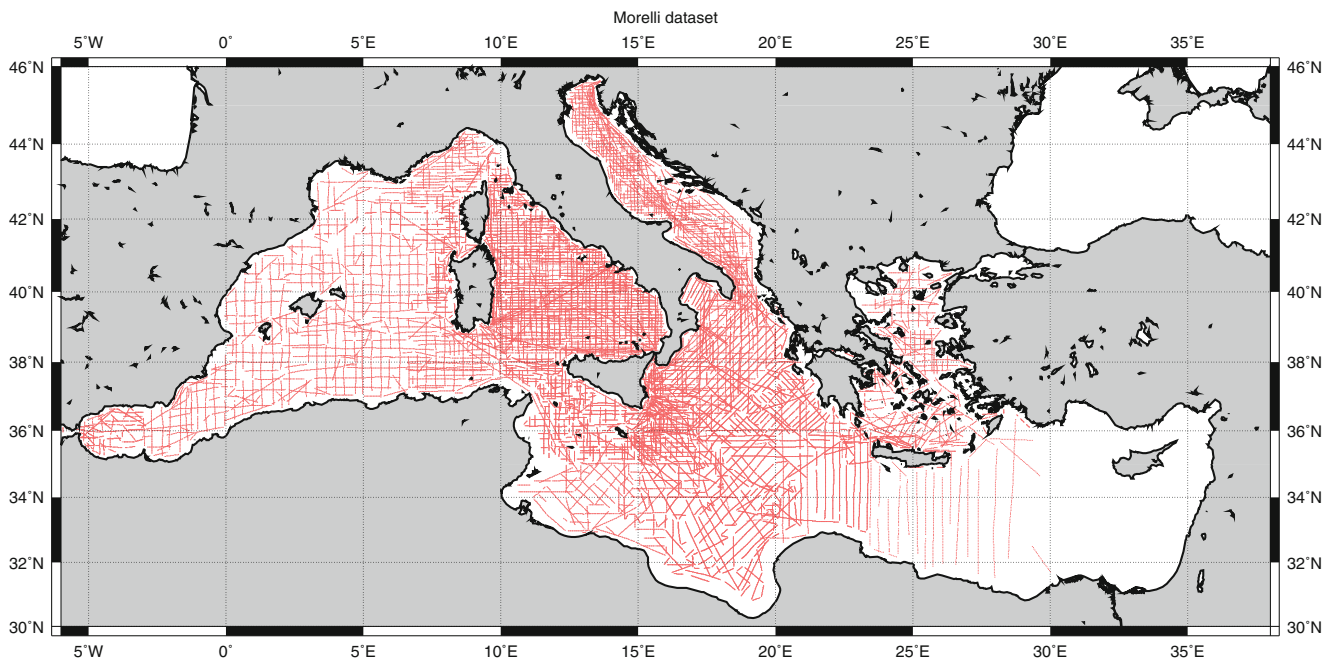 Morelli dataset
5˚W 0˚ 5˚E 10˚E 15˚E 20˚E 25˚E 30˚E 35˚E
46˚N 46˚N
44˚N 44˚N
42˚N 42˚N
40˚N 40˚N
38˚N 38˚N
36˚N 36˚N
34˚N 34˚N
32˚N 32˚N
30˚N 30˚N
5˚W 0˚ 5˚E 10˚E 15˚E 20˚E 25˚E 30˚E 35˚E